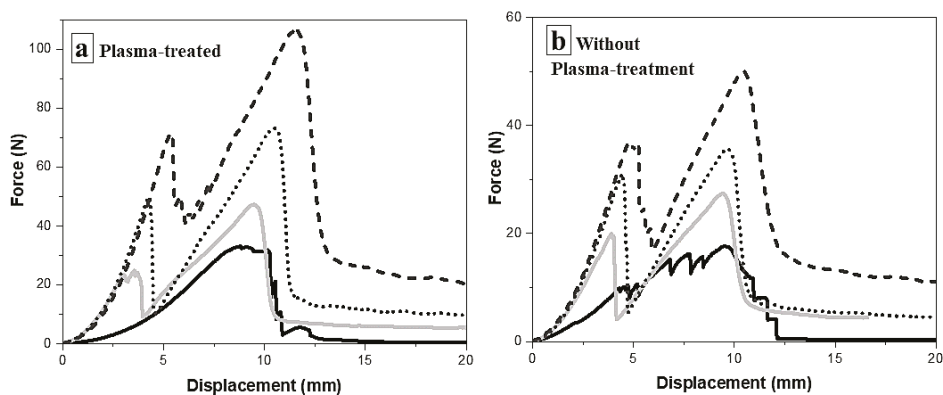 a Plasma-treated
100
80
60
40
20
0
0 5 10 15 20
Force (N)
Displacement (mm)
b Without
Plasma-treatment
60
40
20
0
0 5 10 15 20
Force (N)
Displacement (mm)